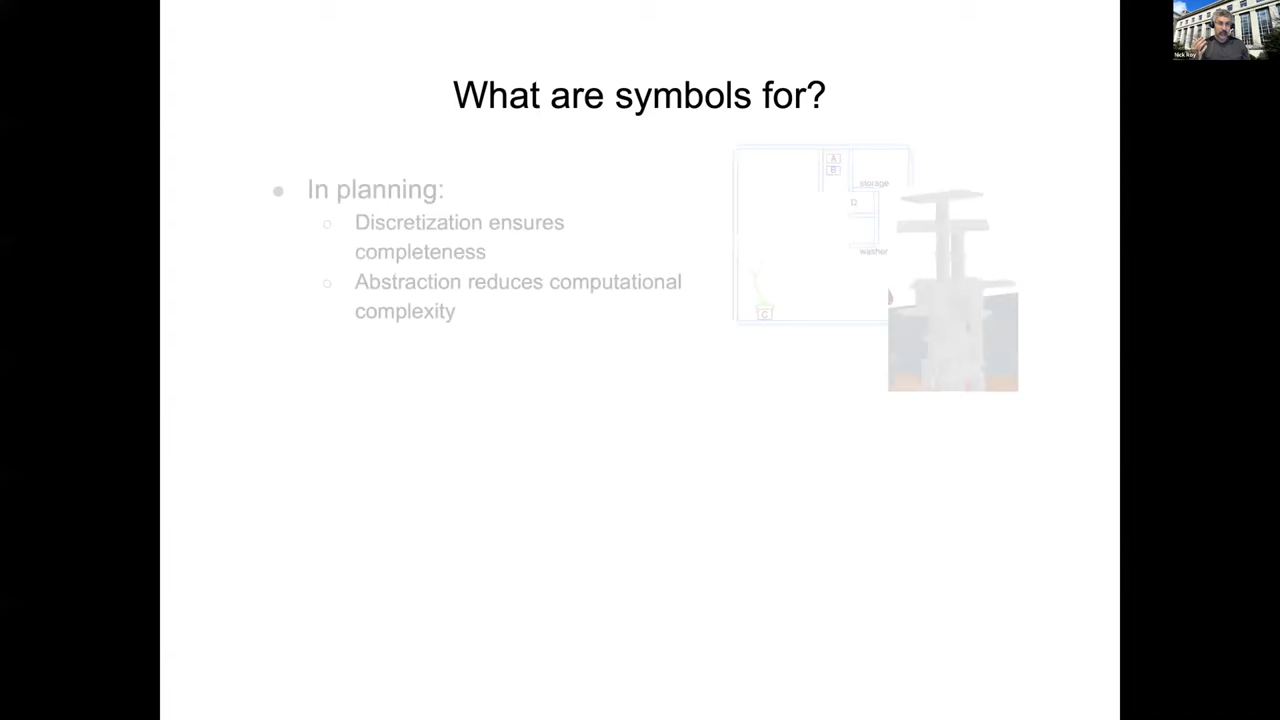 What are symbols for?
● In planning:
○ Discretization ensures
completeness
○ Abstraction reduces computational
complexity
A
B
storage
D
washer
C
Nick Roy